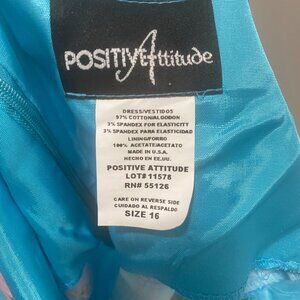 POSITIVE Attitude
DRESS/VESTIDOS
97% COTTON/ALGODON
3% SPANDEX FOR ELASTICITY
3% SPANDEX PARA ELASTICIDAD
LINING/FORRO
100% ACETATE/ACETATO
MADE IN U.S.A.
HECHO EN EE.UU.
POSITIVE ATTITUDE
LOT# 11578
RN# 55126
CARE ON REVERSE SIDE
CUIDADO AL RESPALDO
SIZE 16